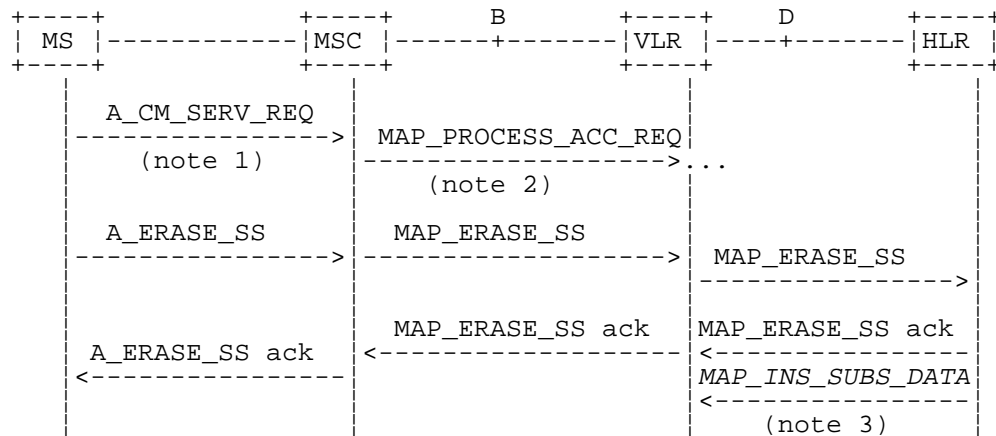 B D
MS MSC VLR HLR
A_CM_SERV_REQ
MAP_PROCESS_ACC_REQ
(note 1)
...
(note 2)
A_ERASE_SS MAP_ERASE_SS
MAP_ERASE_SS
MAP_ERASE_SS ack MAP_ERASE_SS ack
A_ERASE_SS ack
MAP_INS_SUBS_DATA
(note 3)